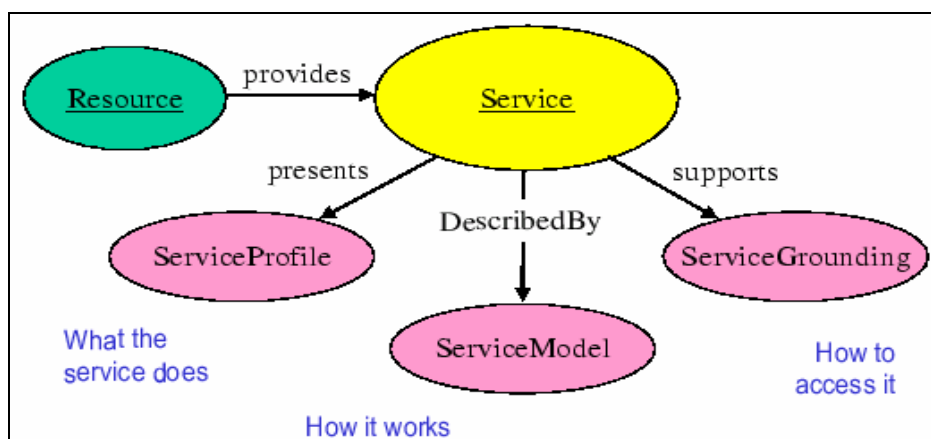 provides
Resource
Service
presents
supports
DescribedBy
ServiceProfile
ServiceGrounding
What the
service does
ServiceModel
How to
access it
How it works